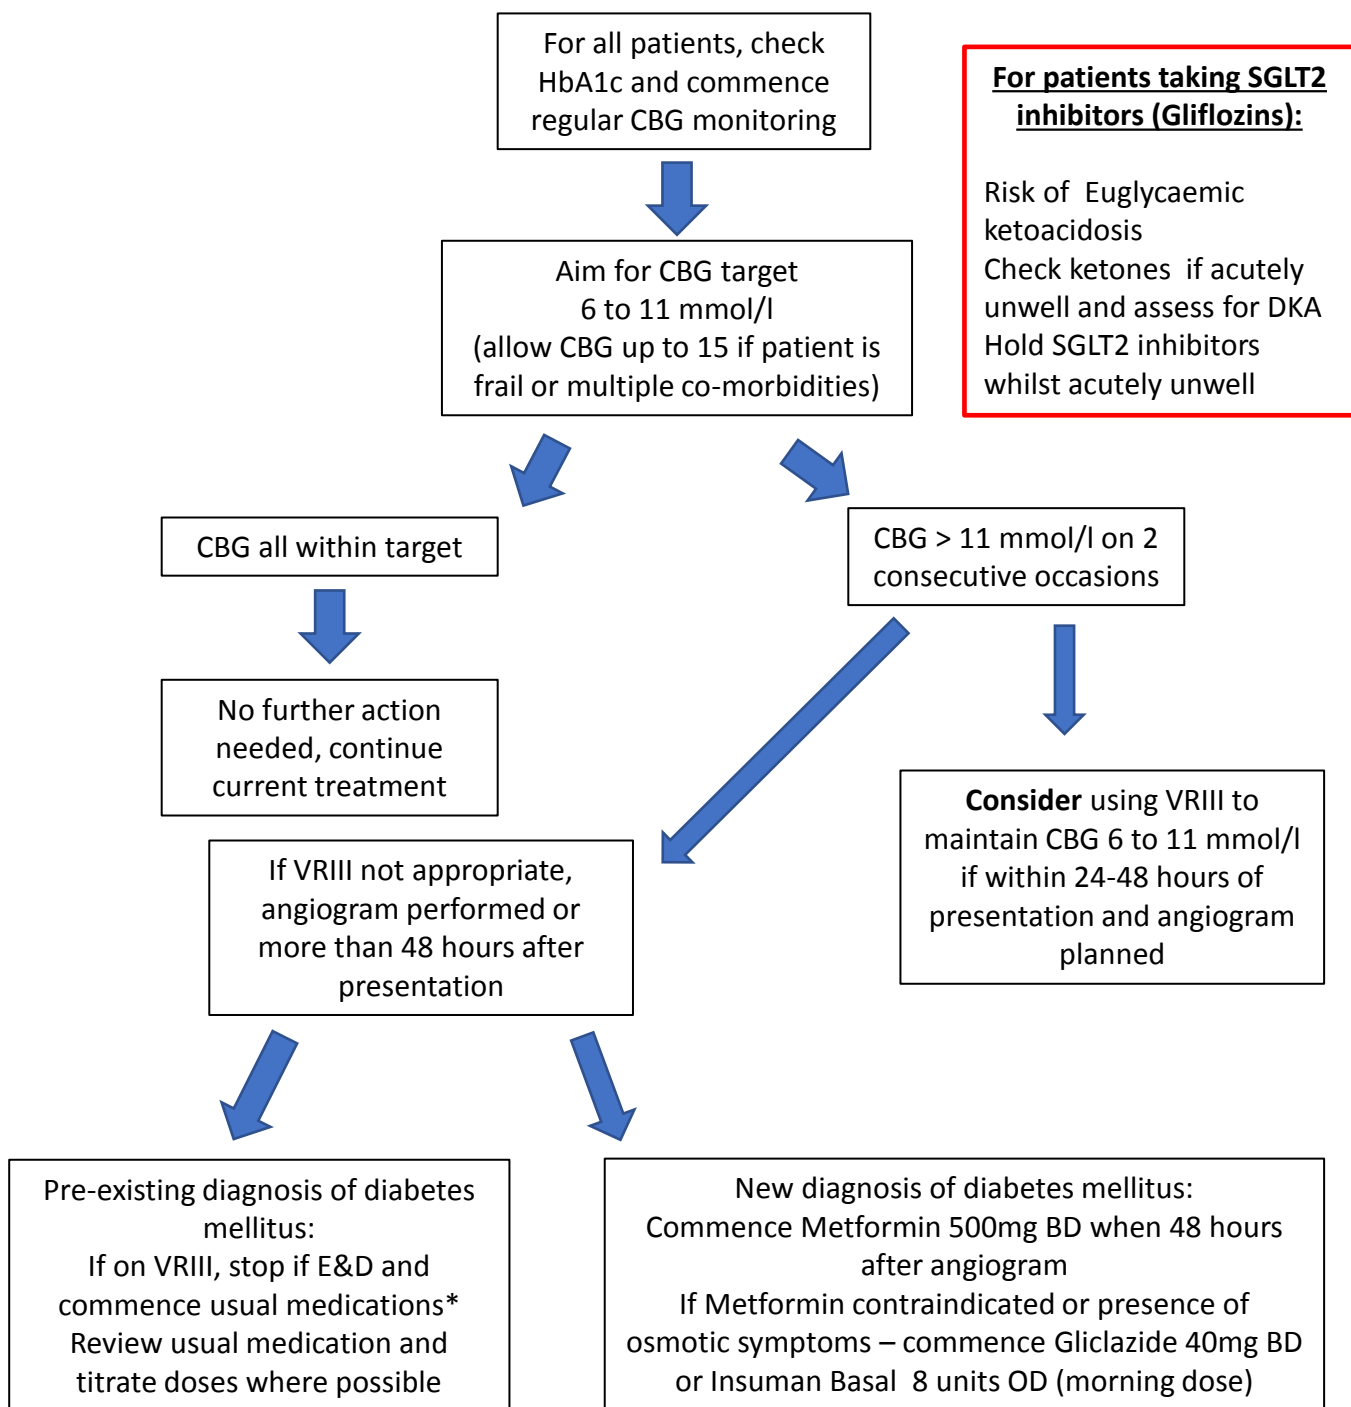 For all patients, check
HbA1c and commence
regular CBG monitoring
For patients taking SGLT2
inhibitors (Gliflozins):
Risk of Euglycaemic
ketoacidosis
Check ketones if acutely
unwell and assess for DKA
Hold SGLT2 inhibitors
whilst acutely unwell
Aim for CBG target
6 to 11 mmol/l
(allow CBG up to 15 if patient is
frail or multiple co-morbidities)
CBG all within target
CBG > 11 mmol/l on 2
consecutive occasions
No further action
needed, continue
current treatment
Consider using VRIII to
maintain CBG 6 to 11 mmol/l
if within 24-48 hours of
presentation and angiogram
planned
If VRIII not appropriate,
angiogram performed or
more than 48 hours after
presentation
Pre-existing diagnosis of diabetes
mellitus:
If on VRIII, stop if E&D and
commence usual medications*
Review usual medication and
titrate doses where possible
New diagnosis of diabetes mellitus:
Commence Metformin 500mg BD when 48 hours
after angiogram
If Metformin contraindicated or presence of
osmotic symptoms – commence Gliclazide 40mg BD
or Insuman Basal 8 units OD (morning dose)